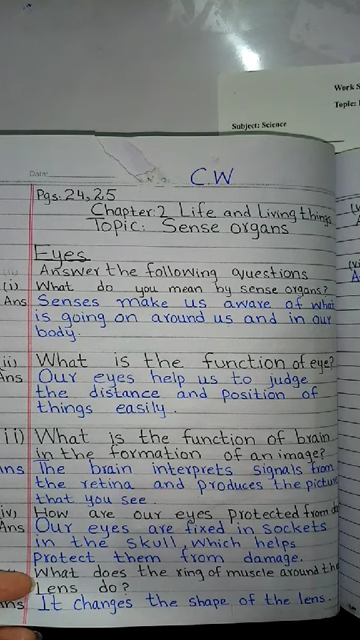 Work S
Topic:
Subject: Science
Date:
C.W
Pgs. 24,25
Chapter:2 Life and Living things
Topic: Sense organs
Eyes
Answer the following questions
(i) What do you mean by sense organs?
Ans Senses make us aware of what
is going on around us and in our
body.
ii) What is the function of eye?
Ans Our eyes help us to judge
the distance and position of
things easily.
ii) What is the function of brain
in the formation of an image?
ns The brain interprets signals from
the retina and produces the picture
that you see.
iv) How are our eyes protected from
Ans Our eyes are fixed in sockets
in the skull, which helps
protect them from damage.
What does the ring of muscle around the
Lens do?
ns It changes the shape of the lens.